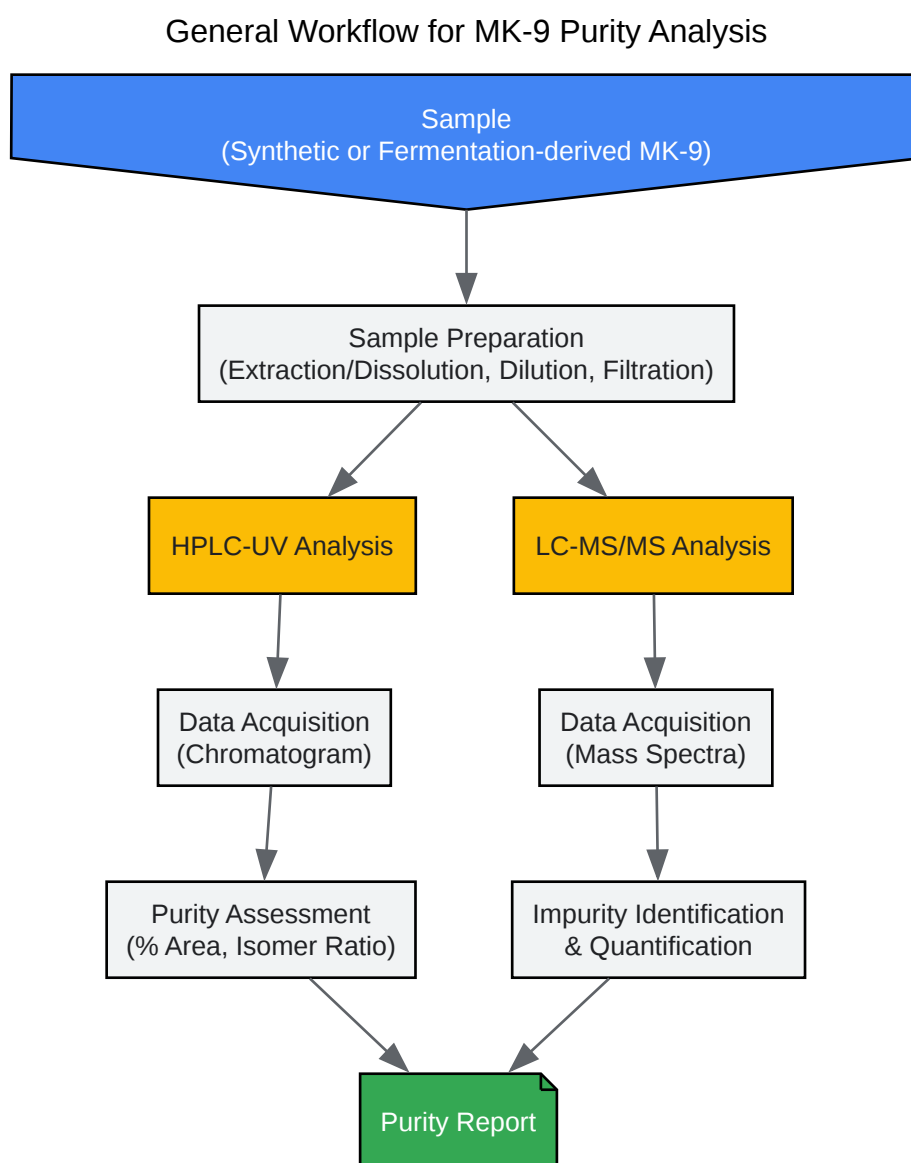 General Workflow for MK-9 Purity Analysis
Sample
(Synthetic or Fermentation-derived MK-9)
Sample Preparation
(Extraction/Dissolution, Dilution, Filtration)
HPLC-UV Analysis
LC-MS/MS Analysis
Data Acquisition
(Chromatogram)
Data Acquisition
(Mass Spectra)
Purity Assessment
(% Area, Isomer Ratio)
Impurity Identification
& Quantification
Purity Report